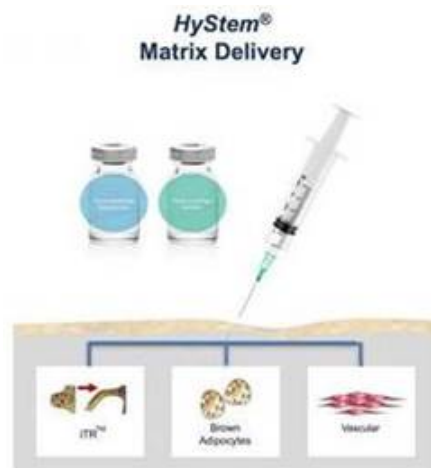 HyStem®
Matrix Delivery
iTR™
Brown
Adipocytes
Vascular